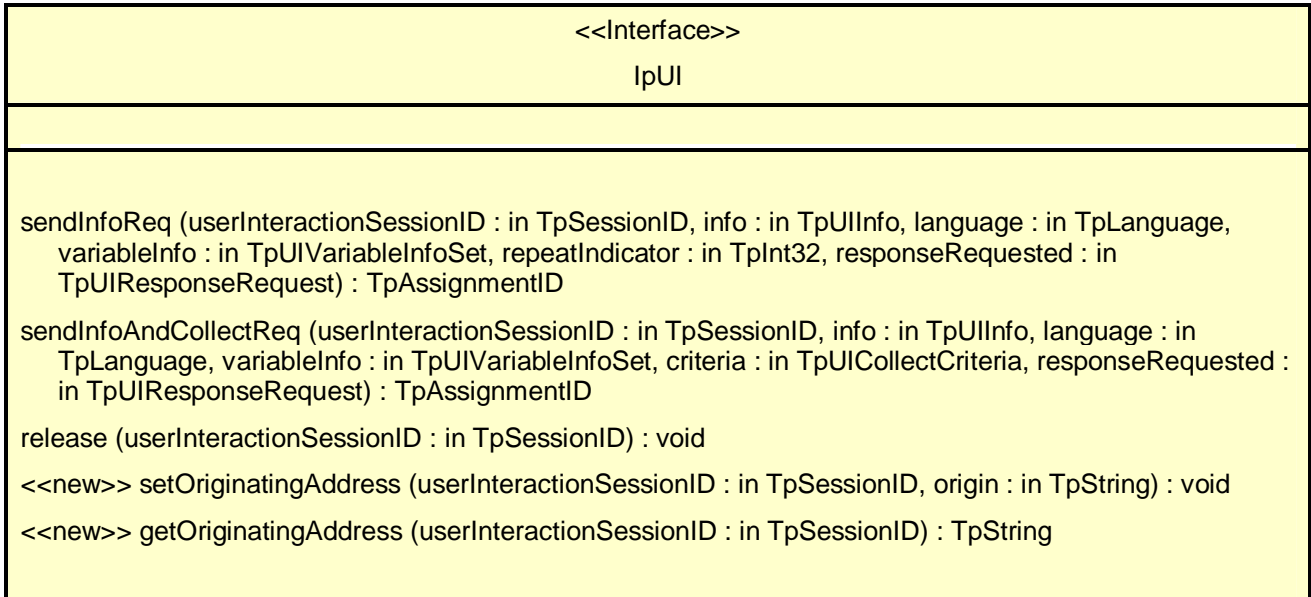 <<Interface>>
IpUI
sendInfoReq (userInteractionSessionID : in TpSessionID, info : in TpUIInfo, language : in TpLanguage,
variableInfo : in TpUIVariableInfoSet, repeatIndicator : in TpInt32, responseRequested : in
TpUIResponseRequest) : TpAssignmentID
sendInfoAndCollectReq (userInteractionSessionID : in TpSessionID, info : in TpUIInfo, language : in
TpLanguage, variableInfo : in TpUIVariableInfoSet, criteria : in TpUICollectCriteria, responseRequested :
in TpUIResponseRequest) : TpAssignmentID
release (userInteractionSessionID : in TpSessionID) : void
<<new>> setOriginatingAddress (userInteractionSessionID : in TpSessionID, origin : in TpString) : void
<<new>> getOriginatingAddress (userInteractionSessionID : in TpSessionID) : TpString